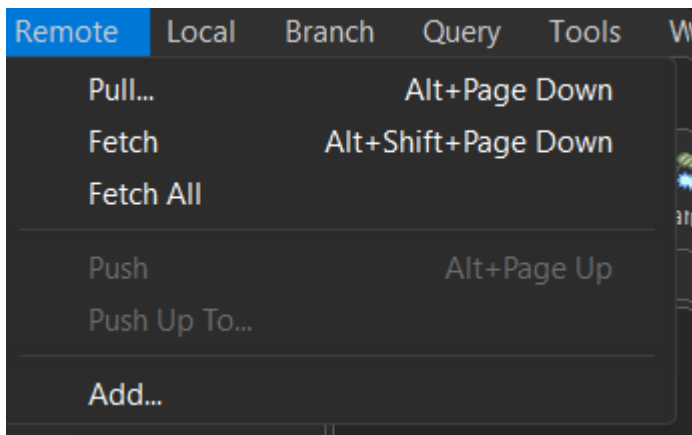 Remote Local Branch Query Tools
Pull... Alt+Page Down
Fetch Alt+Shift+Page Down
Fetch All
Push Alt+Page Up
Push Up To...
Add...